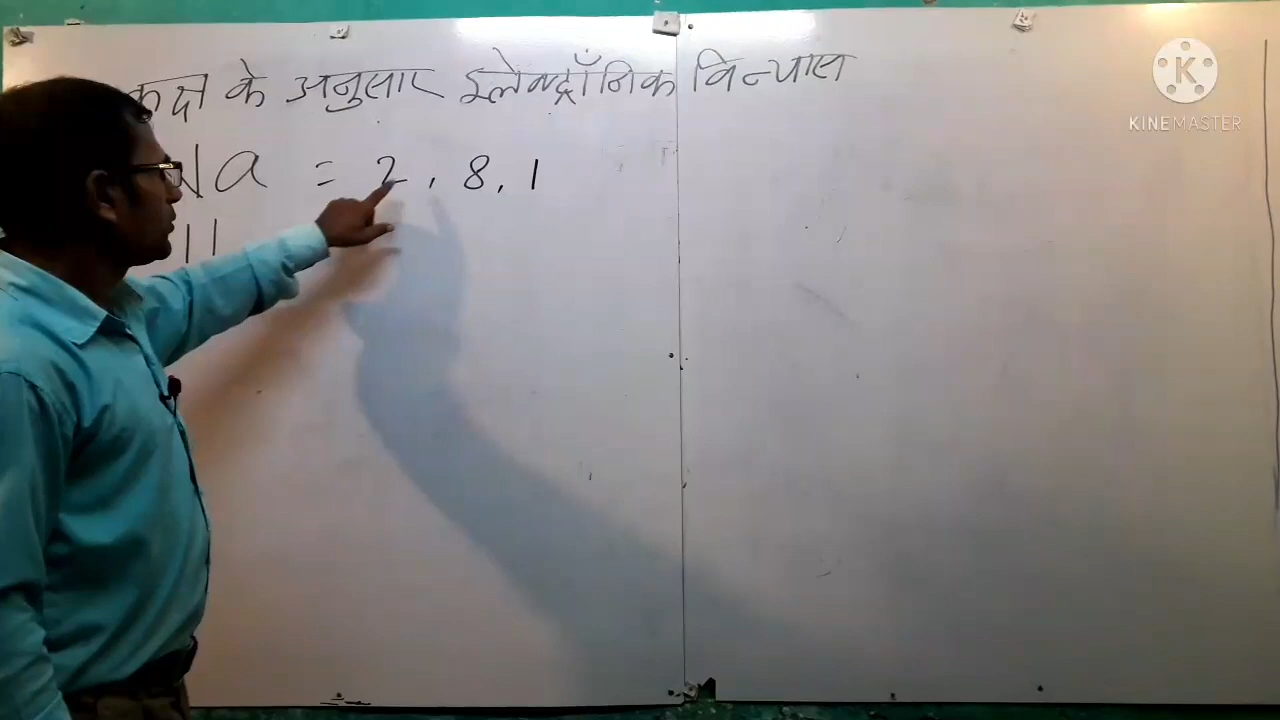 कक्ष के अनुसार इलेक्ट्रॉनिक विन्यास
Na = 2, 8, 1
11
K
KINEMASTER